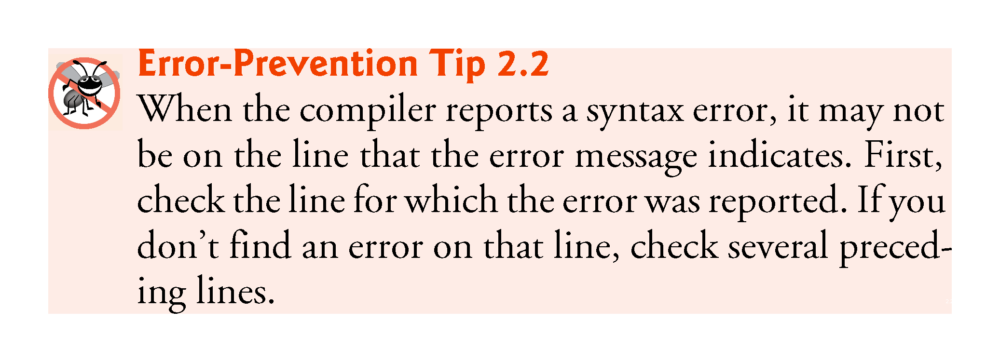 Error-Prevention Tip 2.2
When the compiler reports a syntax error, it may not
be on the line that the error message indicates. First,
check the line for which the error was reported. If you
don’t find an error on that line, check several preced-
ing lines.